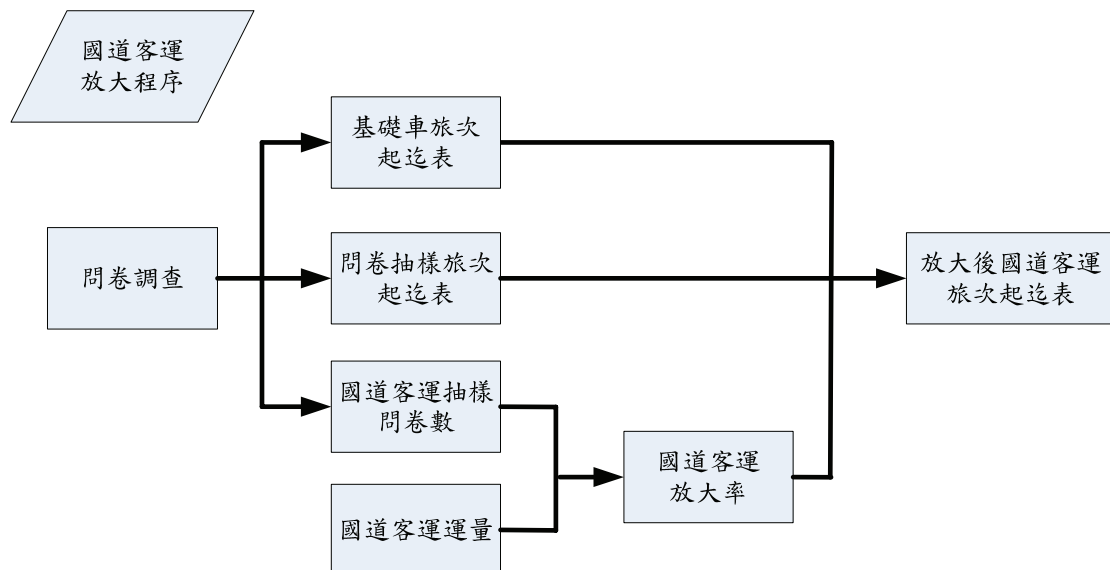 國道客運
放大程序
基礎車旅次
起迄表
問卷調查
問卷抽樣旅次
起迄表
放大後國道客運
旅次起迄表
國道客運抽樣
問卷數
國道客運
放大率
國道客運運量